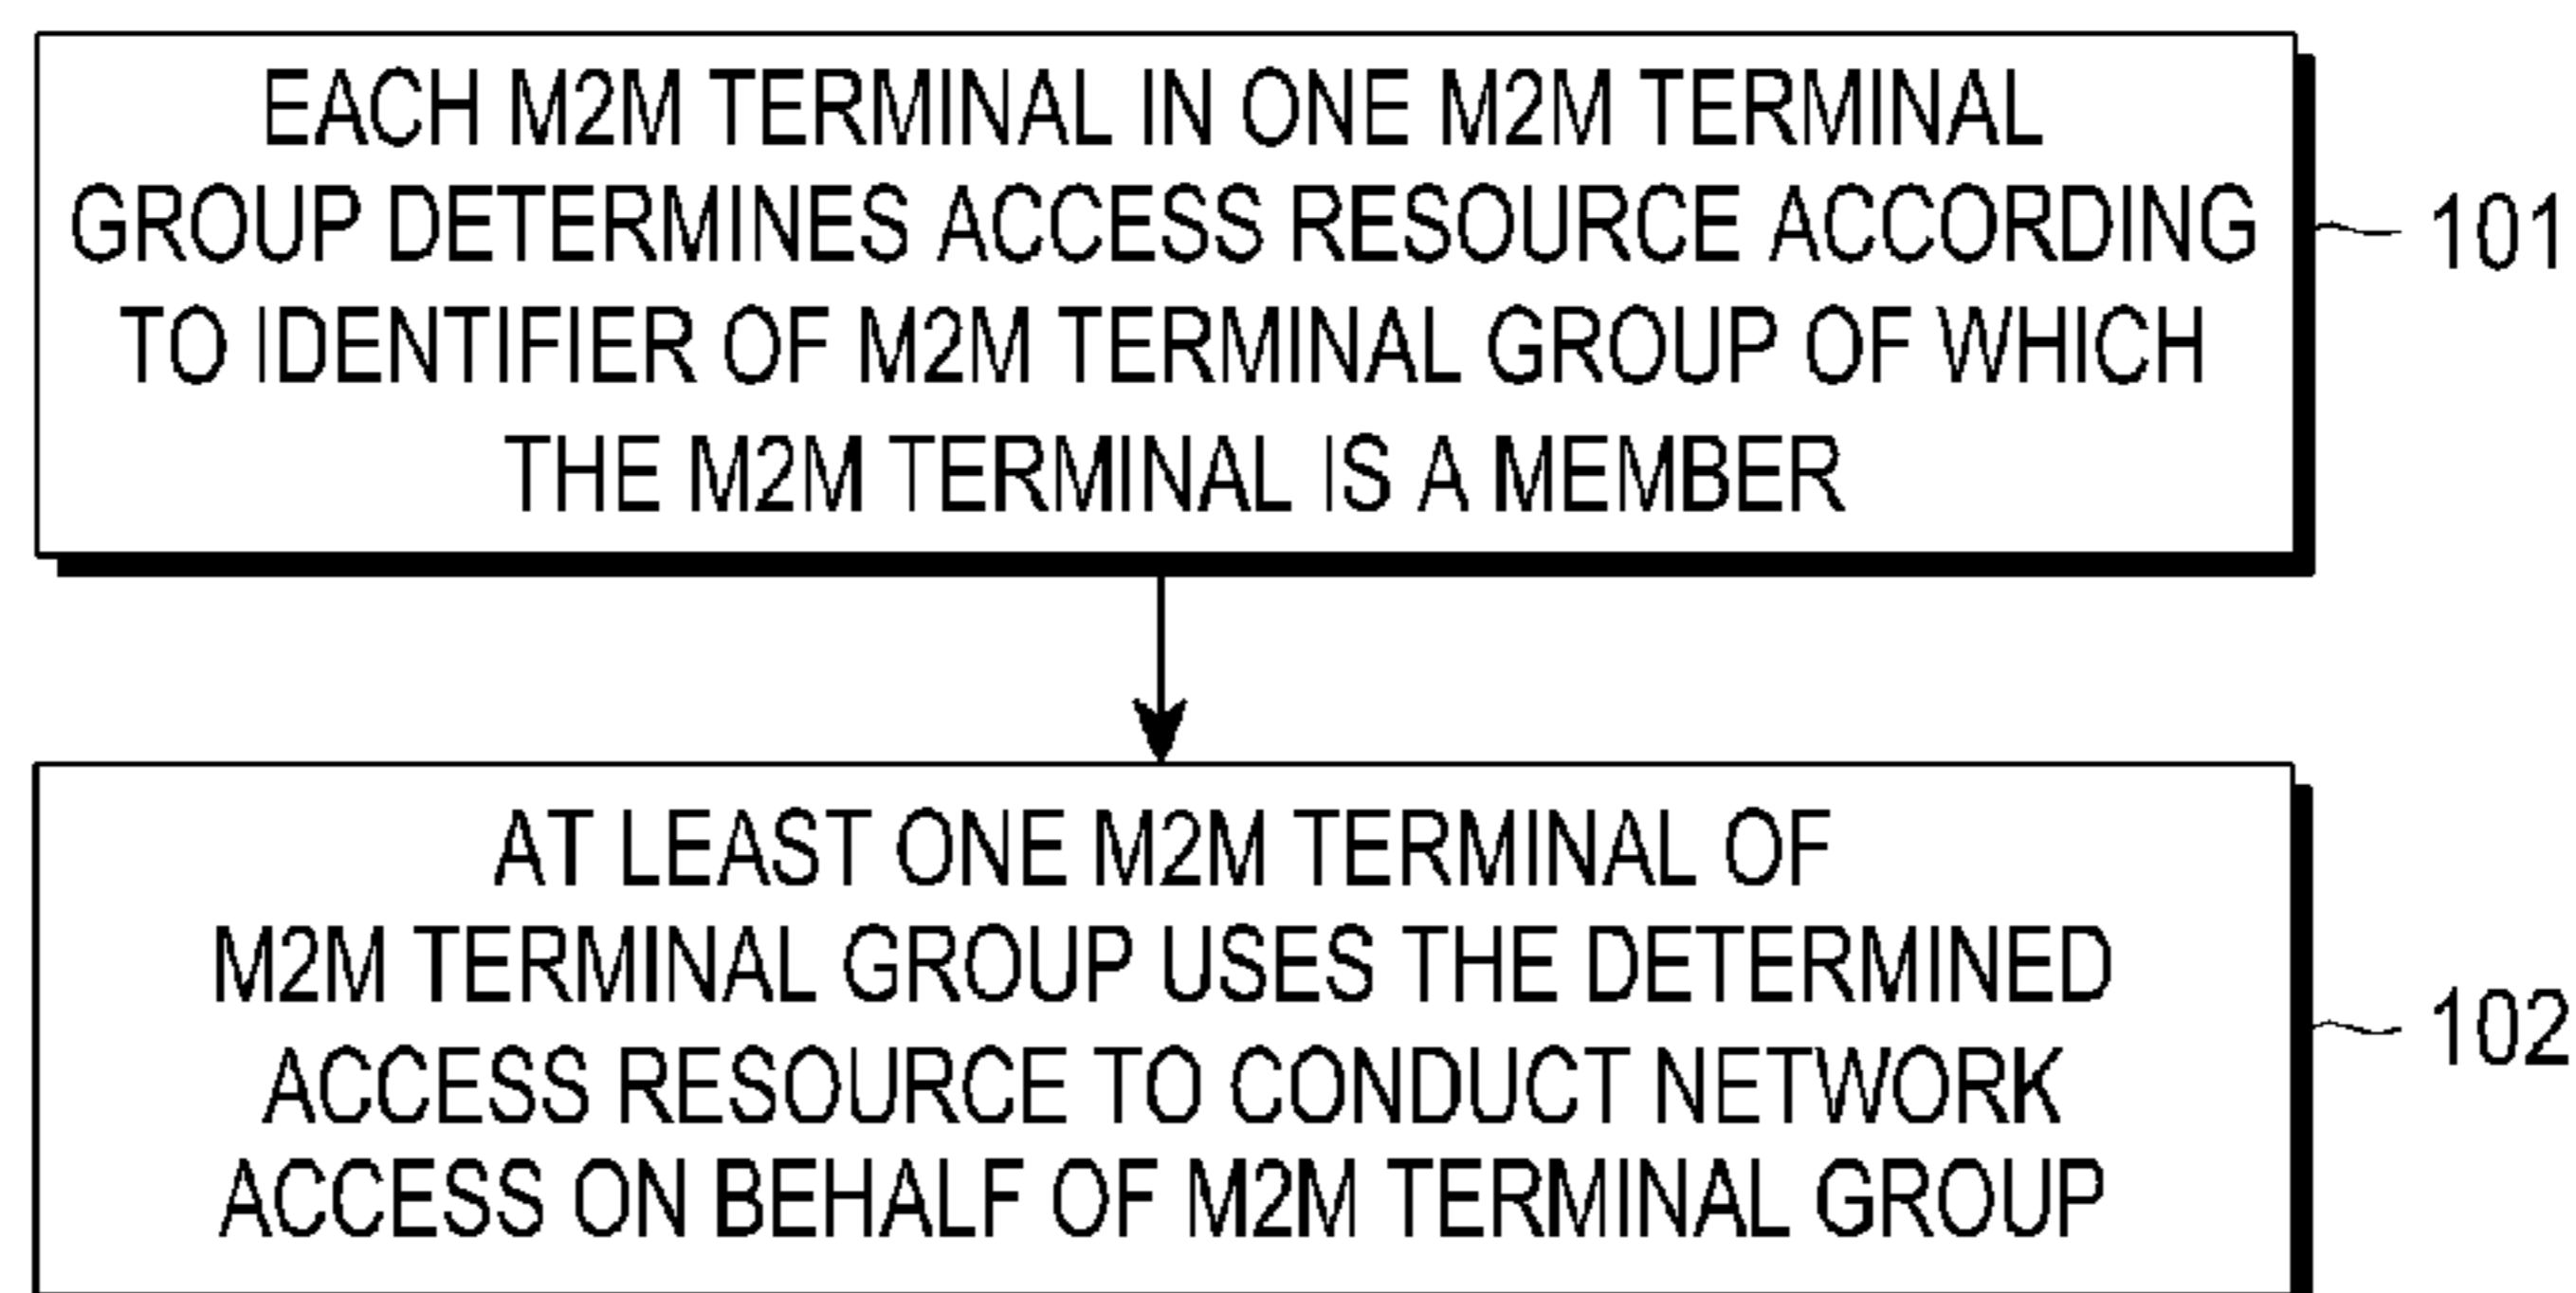 EACH M2M TERMINAL IN ONE M2M TERMINAL
GROUP DETERMINES ACCESS RESOURCE ACCORDING
TO IDENTIFIER OF M2M TERMINAL GROUP OF WHICH
THE M2M TERMINAL IS A MEMBER
101
AT LEAST ONE M2M TERMINAL OF
M2M TERMINAL GROUP USES THE DETERMINED
ACCESS RESOURCE TO CONDUCT NETWORK
ACCESS ON BEHALF OF M2M TERMINAL GROUP
102